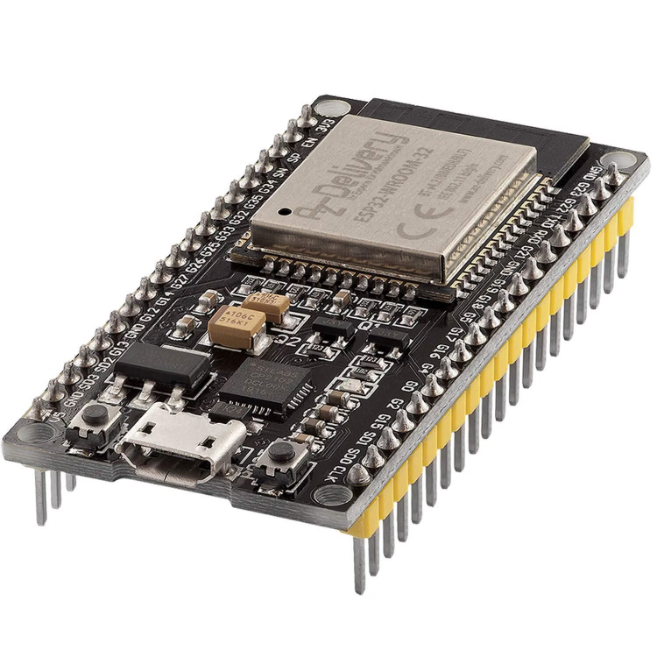 AZ-Delivery
ESP32-WROOM-32
CE
3V3
EN
SP
SN
G34
G35
G32
G33
G25
G26
G27
G14
G12
GND
G13
SD2
SD3
V5
106C
GND
G23
G22
TXD
RXD
G21
GND
G19
G18
G5
G17
G16
G4
G0
G2
G15
SD1
SD0
CLK